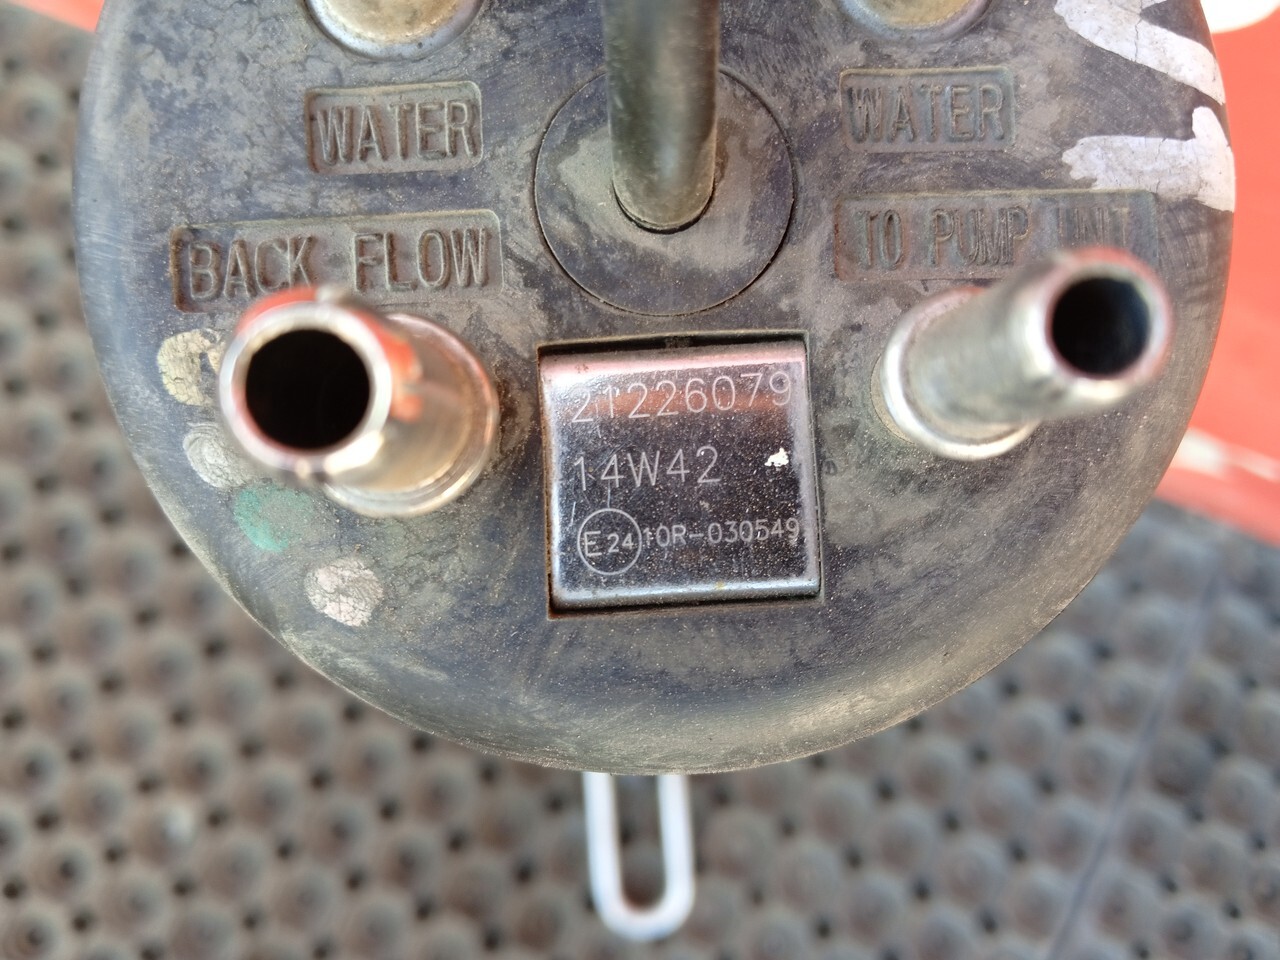 WATER
WATER
BACK FLOW
TO PUMP UNIT
21226079
14W42
E24 10R-030549